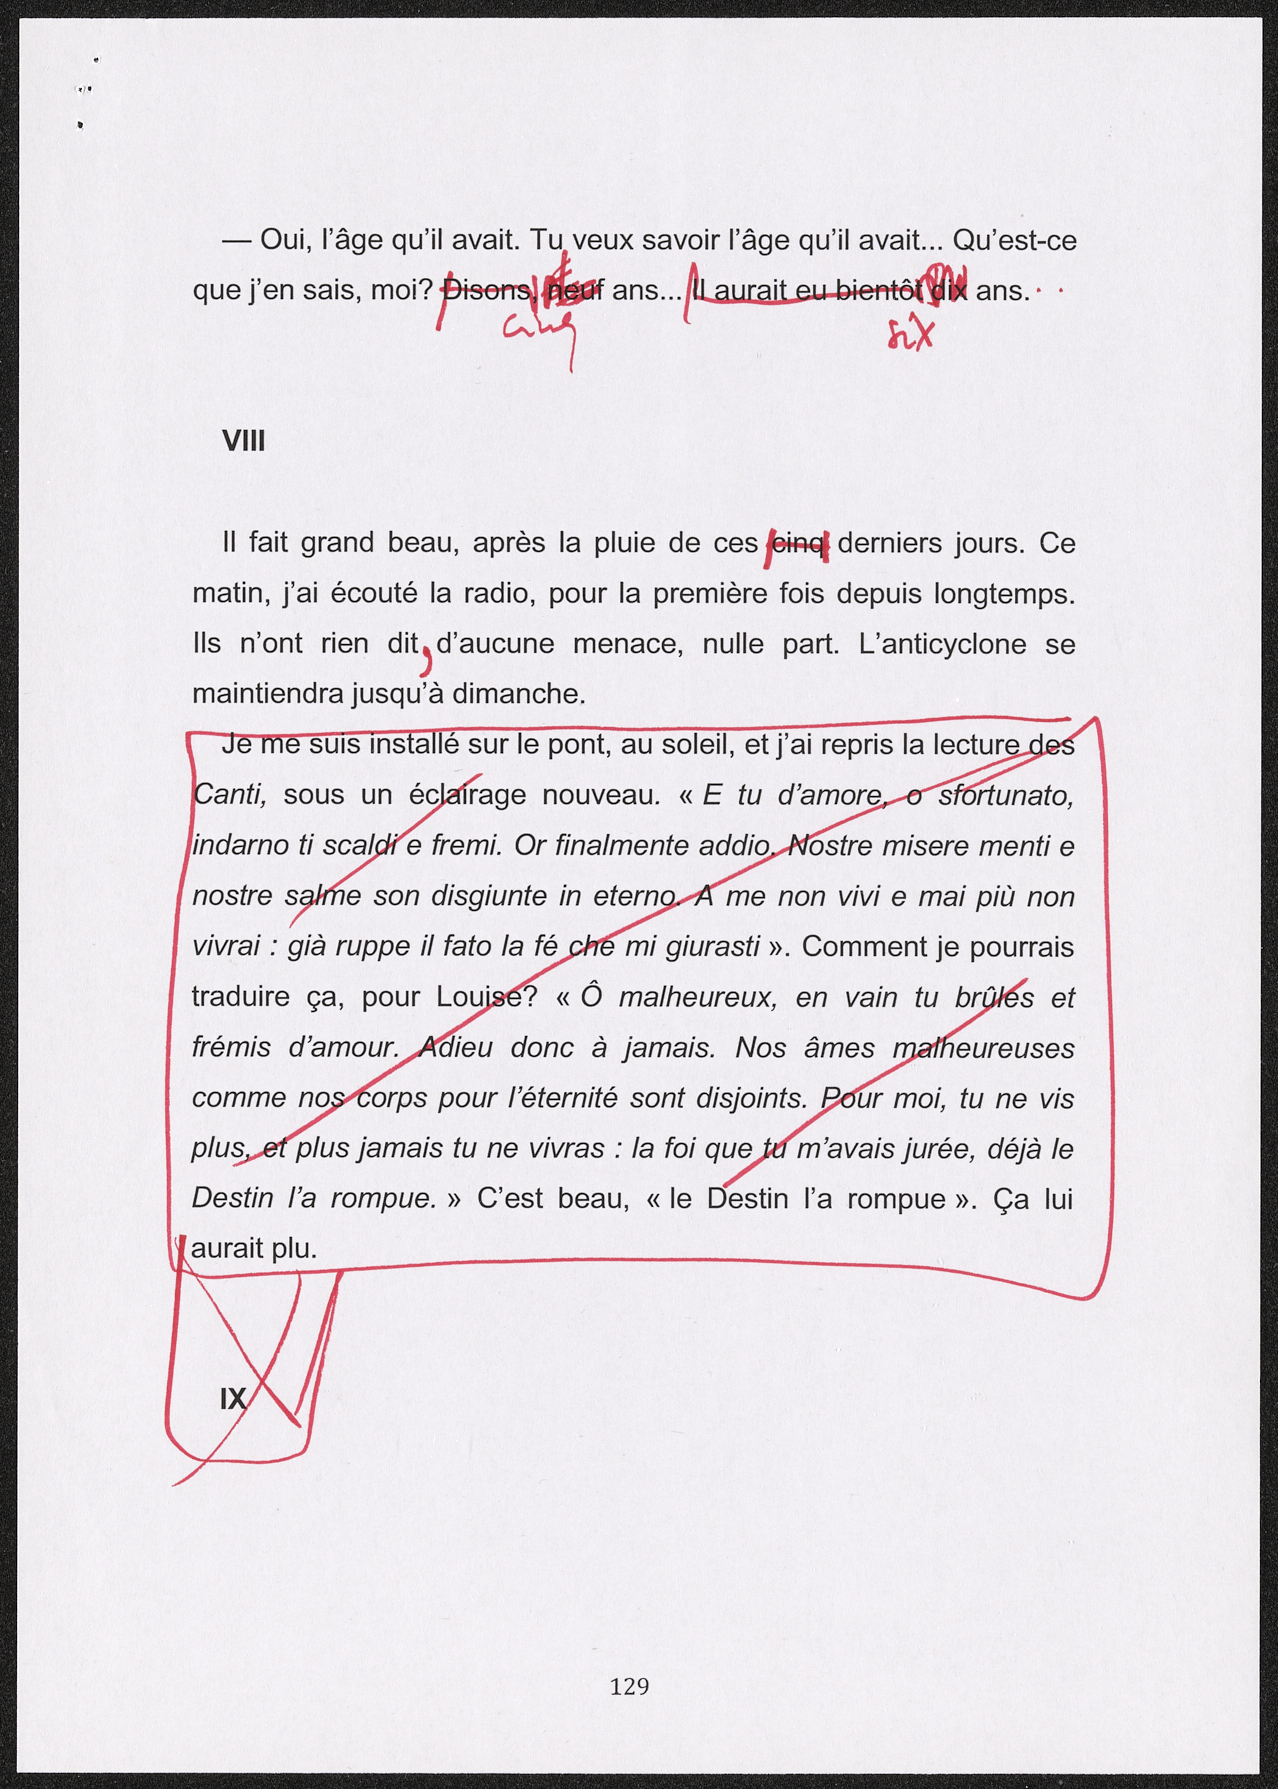 — Oui, l’âge qu’il avait. Tu veux savoir l’âge qu’il avait... Qu’est-ce
que j’en sais, moi? Disons, neuf ans... Il aurait eu bientôt dix ans. . .
cinq six
VIII
Il fait grand beau, après la pluie de ces cinq derniers jours. Ce
matin, j’ai écouté la radio, pour la première fois depuis longtemps.
Ils n’ont rien dit, d’aucune menace, nulle part. L’anticyclone se
maintiendra jusqu’à dimanche.
Je me suis installé sur le pont, au soleil, et j’ai repris la lecture des
Canti, sous un éclairage nouveau. « E tu d’amore, o sfortunato,
indarno ti scaldi e fremi. Or finalmente addio. Nostre misere menti e
nostre salme son disgiunte in eterno. A me non vivi e mai più non
vivrai : già ruppe il fato la fé che mi giurasti ». Comment je pourrais
traduire ça, pour Louise? « Ô malheureux, en vain tu brûles et
frémis d’amour. Adieu donc à jamais. Nos âmes malheureuses
comme nos corps pour l’éternité sont disjoints. Pour moi, tu ne vis
plus, et plus jamais tu ne vivras : la foi que tu m’avais jurée, déjà le
Destin l’a rompue. » C’est beau, « le Destin l’a rompue ». Ça lui
aurait plu.
IX
129